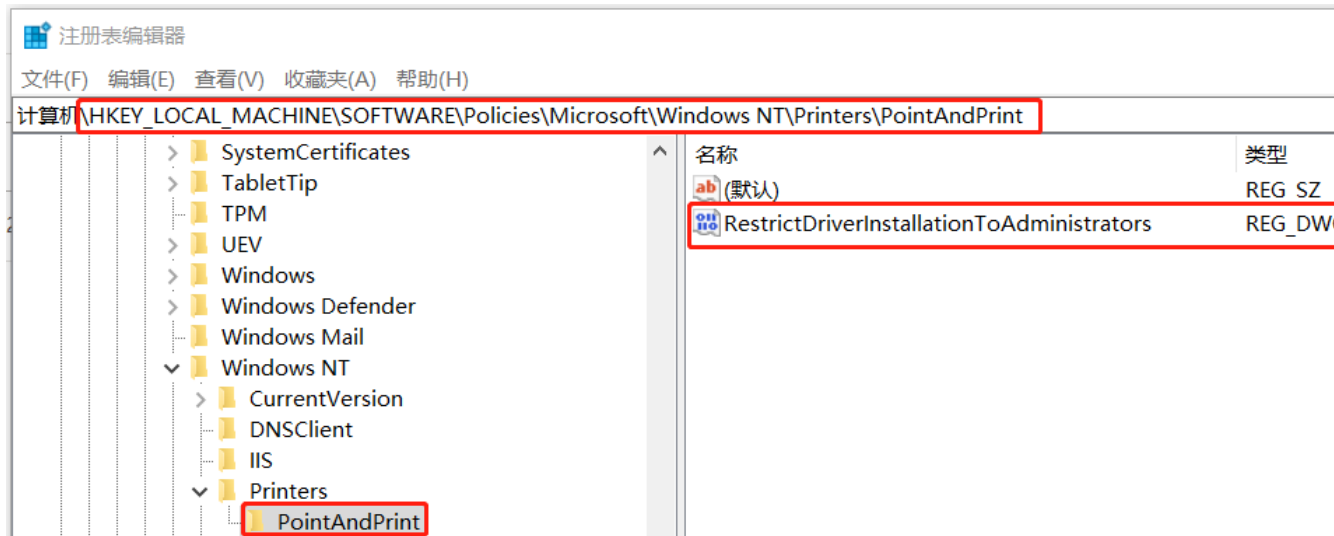 注册表编辑器
文件(F) 编辑(E) 查看(V) 收藏夹(A) 帮助(H)
计算机\HKEY_LOCAL_MACHINE\SOFTWARE\Policies\Microsoft\Windows NT\Printers\PointAndPrint
SystemCertificates
TabletTip
TPM
UEV
Windows
Windows Defender
Windows Mail
Windows NT
CurrentVersion
DNSClient
IIS
Printers
PointAndPrint
名称 类型
(默认) REG_SZ
RestrictDriverInstallationToAdministrators